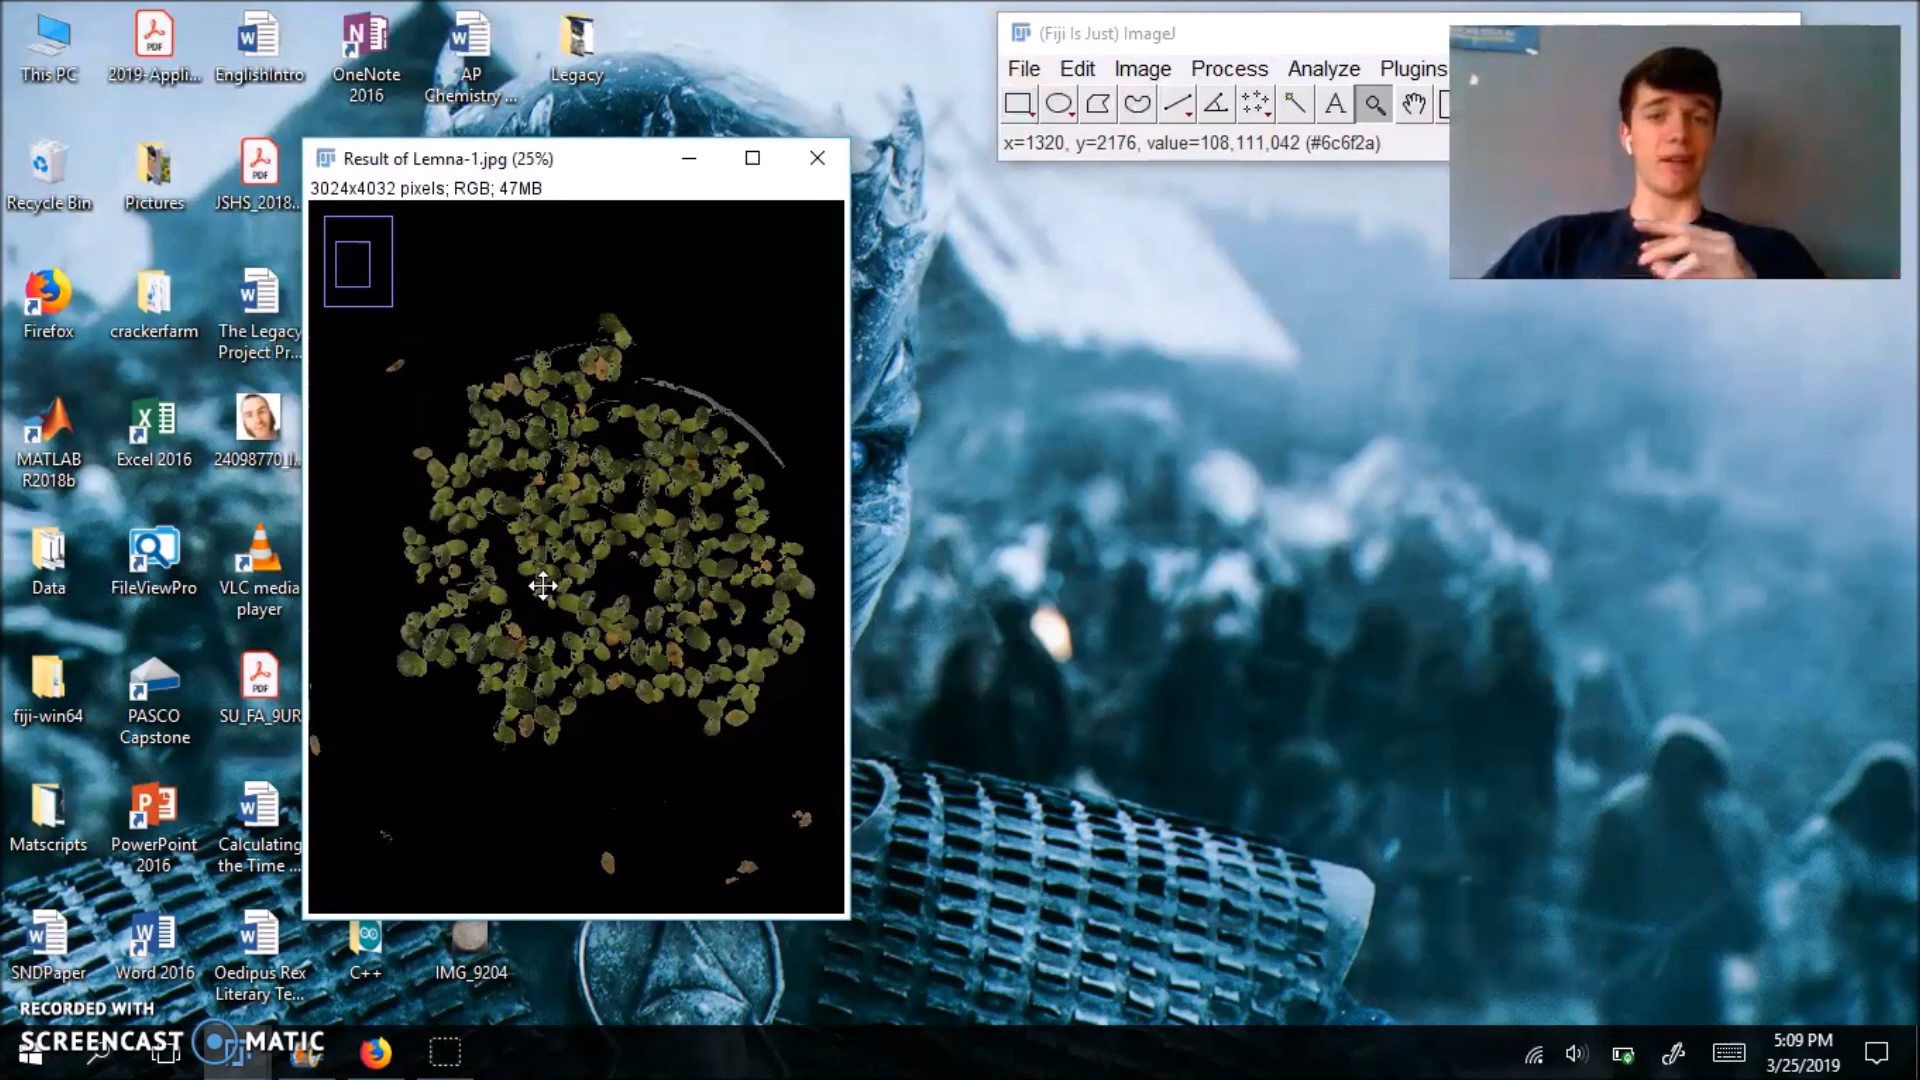 This PC
2019-Appli...
EnglishIntro
OneNote
2016
AP
Chemistry ...
Legacy
(Fiji Is Just) ImageJ
File Edit Image Process Analyze Plugins
x=1320, y=2176, value=108,111,042 (#6c6f2a)
Result of Lemna-1.jpg (25%)
3024x4032 pixels; RGB; 47MB
Recycle Bin
Pictures
JSHS_2018...
Firefox
crackerfarm
The Legacy
Project Pr...
MATLAB
R2018b
Excel 2016
24098770_l...
Data
FileViewPro
VLC media
player
fiji-win64
PASCO
Capstone
SU_FA_9UR
Matscripts
PowerPoint
2016
Calculating
the Time ...
SNDPaper
Word 2016
Oedipus Rex
Literary Te...
C++
IMG_9204
RECORDED WITH
SCREENCAST MATIC
5:09 PM
3/25/2019